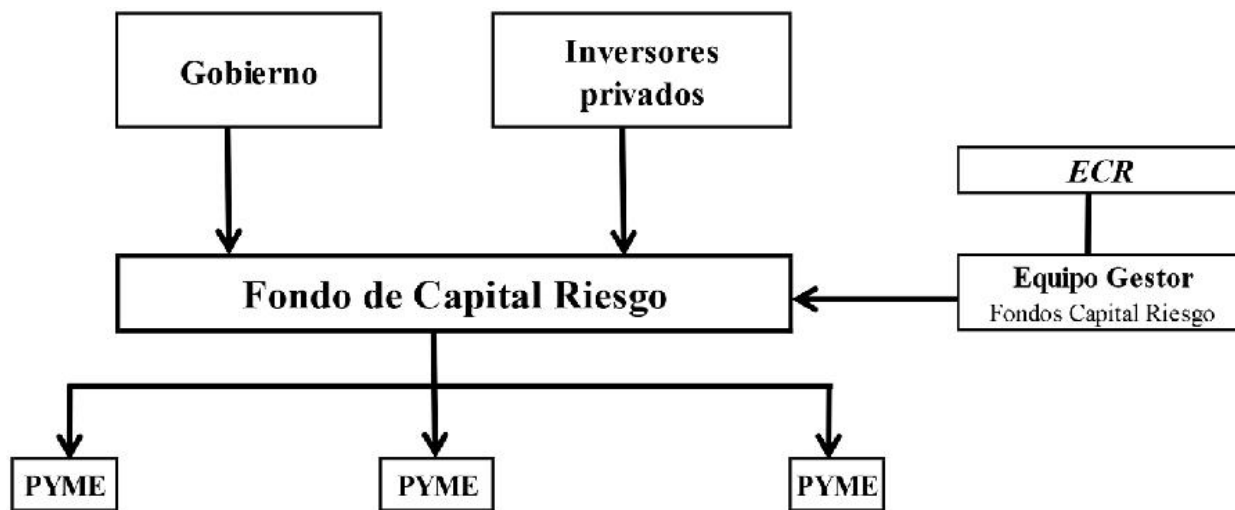 Gobierno
Inversores
privados
ECR
Fondo de Capital Riesgo
Equipo Gestor
Fondos Capital Riesgo
PYME
PYME
PYME